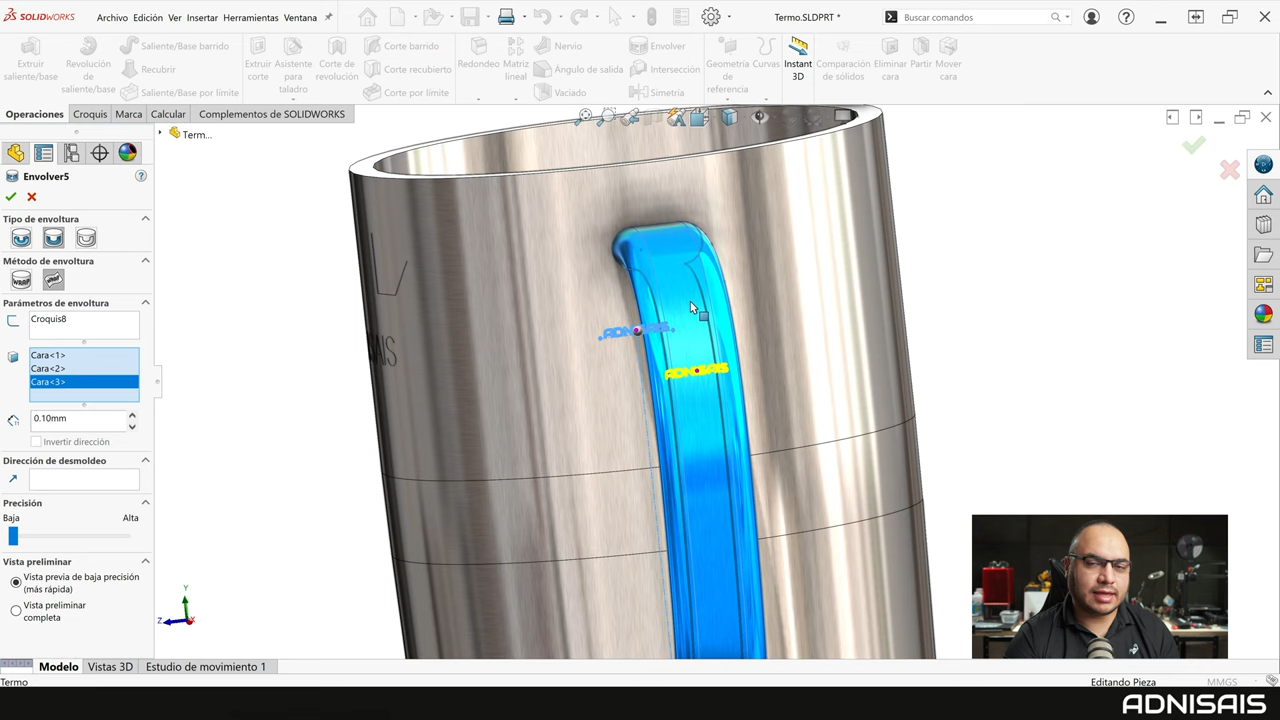 SOLIDWORKS
Archivo Edición Ver Insertar Herramientas Ventana
Termo.SLDPRT *
Buscar comandos
Extruir saliente/base
Revolución de saliente/base
Saliente/Base barrido
Recubrir
Saliente/Base por límite
Extruir corte
Asistente para taladro
Corte de revolución
Corte barrido
Corte recubierto
Corte por límite
Redondeo
Matriz lineal
Nervio
Ángulo de salida
Vaciado
Envolver
Intersección
Simetría
Geometría de referencia
Curvas
Instant 3D
Comparación de sólidos
Eliminar cara
Partir
Mover cara
Operaciones Croquis Marca Calcular Complementos de SOLIDWORKS
Term...
Envolver5
Tipo de envoltura
Método de envoltura
WRAP
Parámetros de envoltura
Croquis8
Cara<1>
Cara<2>
Cara<3>
0.10mm
Invertir dirección
Dirección de desmoldeo
Precisión
Baja Alta
Vista preliminar
Vista previa de baja precisión
(más rápida)
Vista preliminar
completa
ADNISAIS
ADNISAIS
AIS
Y
Z
X
Modelo Vistas 3D Estudio de movimiento 1
Termo
Editando Pieza
MMGS
ADNISAIS